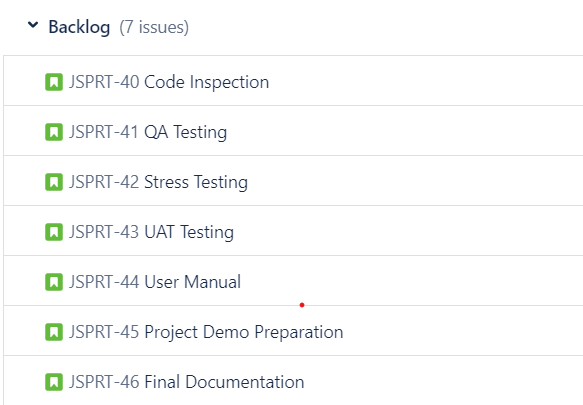 Backlog (7 issues)
JSPRT-40 Code Inspection
JSPRT-41 QA Testing
JSPRT-42 Stress Testing
JSPRT-43 UAT Testing
JSPRT-44 User Manual
JSPRT-45 Project Demo Preparation
JSPRT-46 Final Documentation